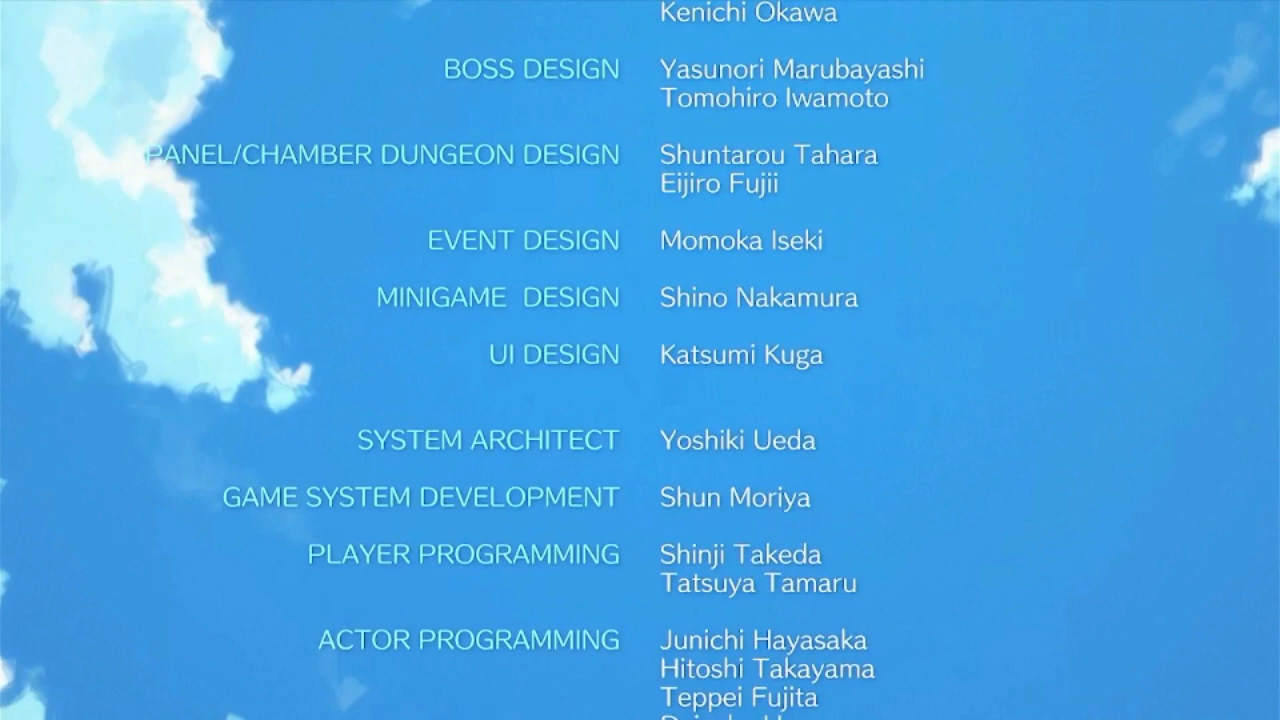 Kenichi Okawa
BOSS DESIGN Yasunori Marubayashi
Tomohiro Iwamoto
PANEL/CHAMBER DUNGEON DESIGN Shuntarou Tahara
Eijiro Fujii
EVENT DESIGN Momoka Iseki
MINIGAME DESIGN Shino Nakamura
UI DESIGN Katsumi Kuga
SYSTEM ARCHITECT Yoshiki Ueda
GAME SYSTEM DEVELOPMENT Shun Moriya
PLAYER PROGRAMMING Shinji Takeda
Tatsuya Tamaru
ACTOR PROGRAMMING Junichi Hayasaka
Hitoshi Takayama
Teppei Fujita